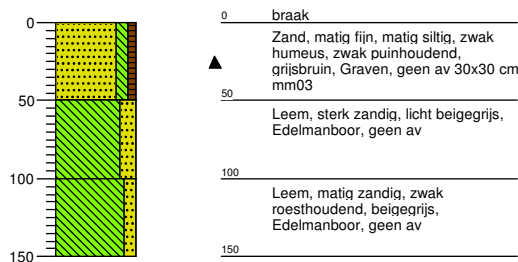 0
50
100
150
0 braak
Zand, matig fijn, matig siltig, zwak
humeus, zwak puinhoudend,
grijsbruin, Graven, geen av 30x30 cm
mm03
50
Leem, sterk zandig, licht beigegrijs,
Edelmanboor, geen av
100
Leem, matig zandig, zwak
roesthoudend, beigegrijs,
Edelmanboor, geen av
150